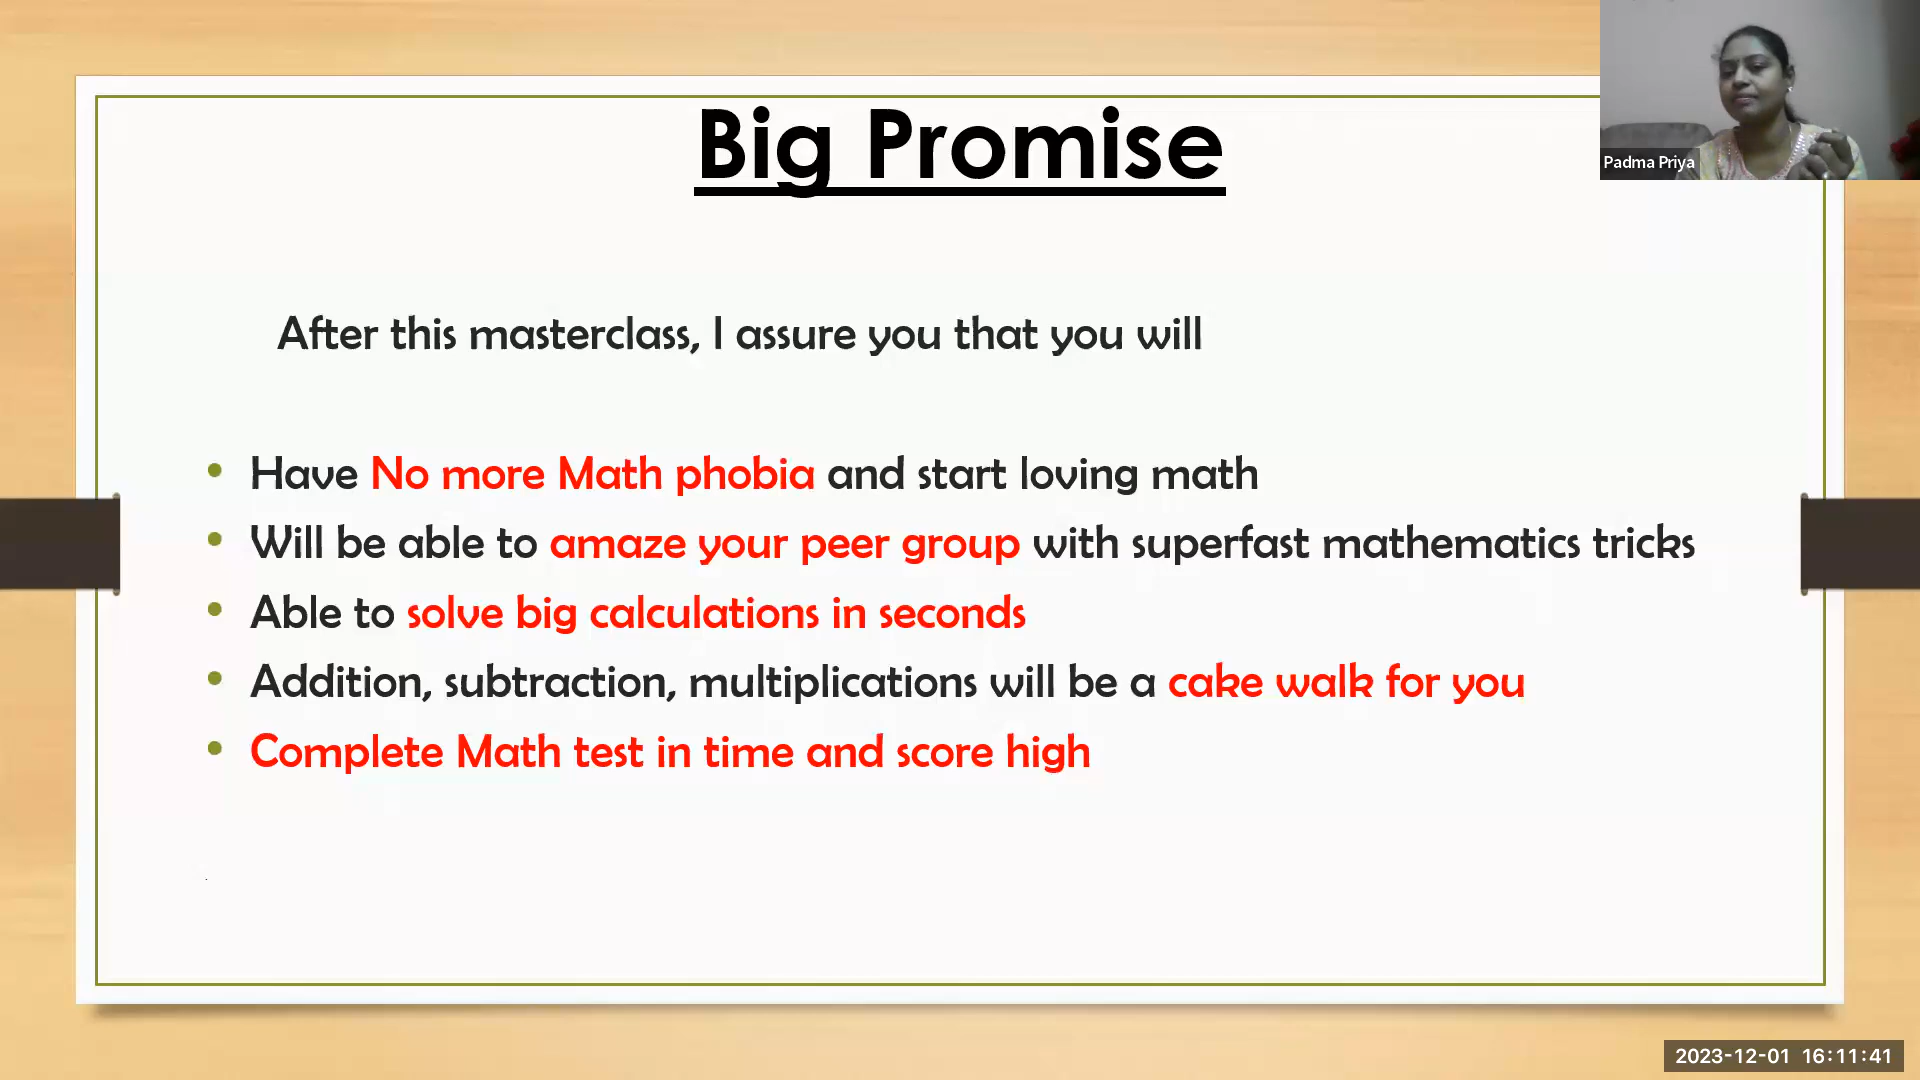 Big Promise
Padma Priya
After this masterclass, I assure you that you will
• Have No more Math phobia and start loving math
• Will be able to amaze your peer group with superfast mathematics tricks
• Able to solve big calculations in seconds
• Addition, subtraction, multiplications will be a cake walk for you
• Complete Math test in time and score high
.
2023-12-01 16:11:41